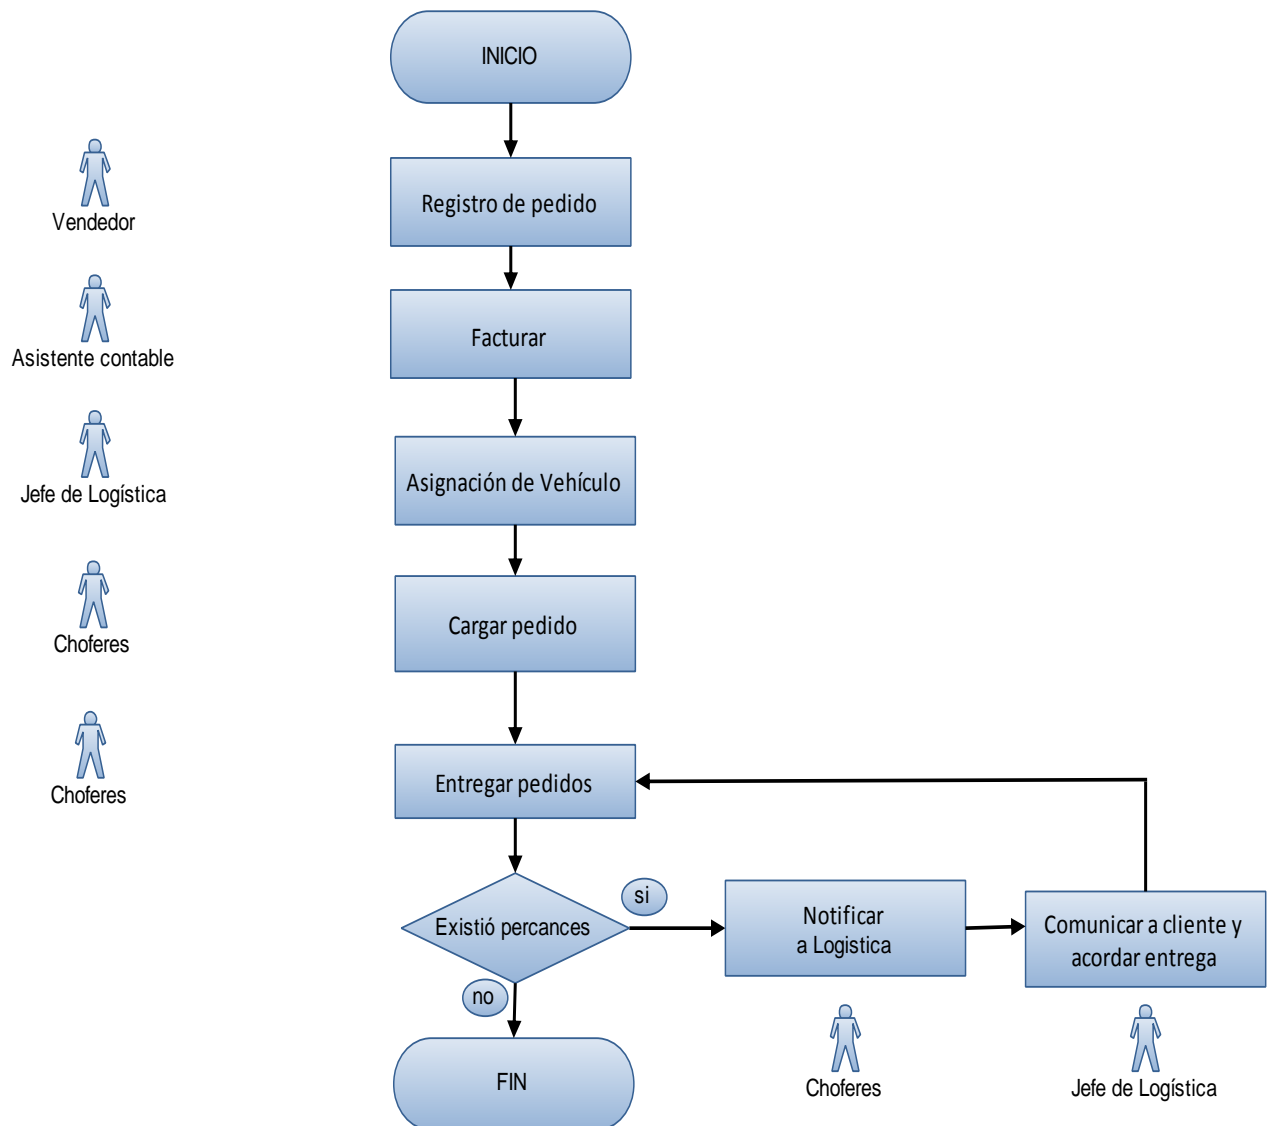 INICIO
Registro de pedido
Vendedor
Facturar
Asistente contable
Asignación de Vehículo
Jefe de Logística
Cargar pedido
Choferes
Entregar pedidos
Choferes
Existió percances
si
Notificar
a Logistica
Comunicar a cliente y
acordar entrega
no
FIN
Choferes
Jefe de Logística